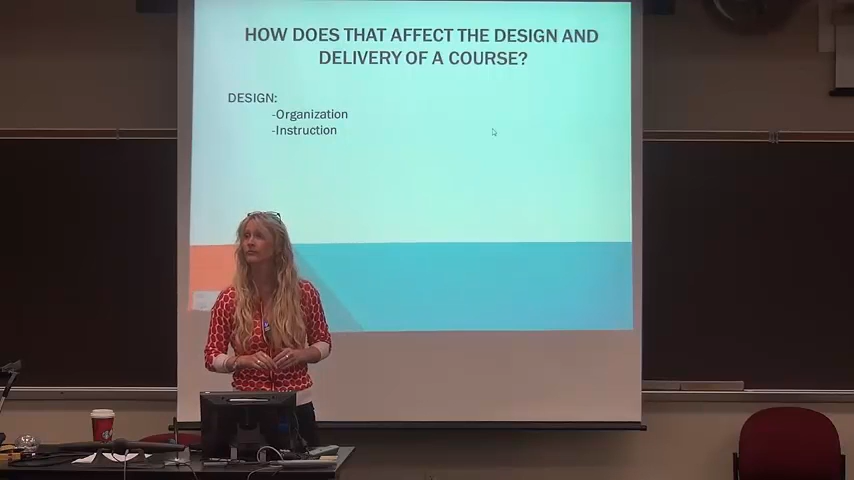 HOW DOES THAT AFFECT THE DESIGN AND
DELIVERY OF A COURSE?
DESIGN:
-Organization
-Instruction